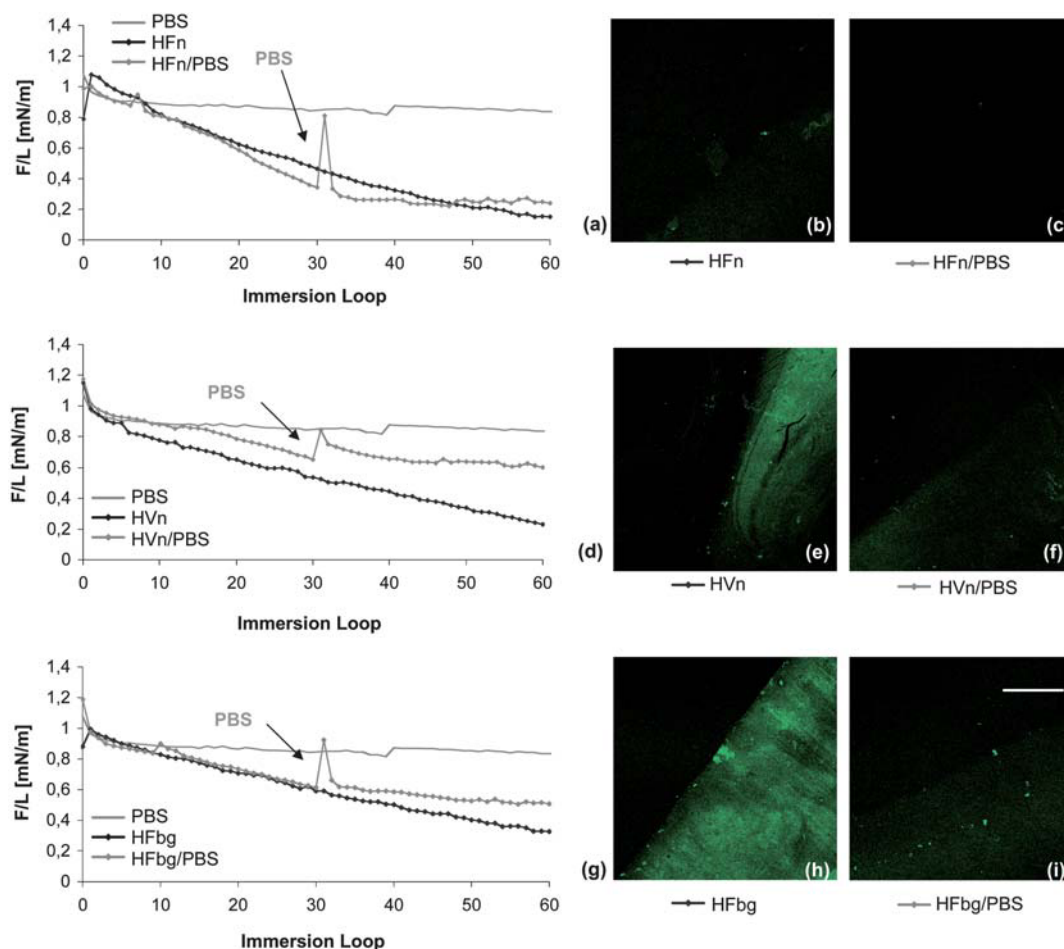 PBS
HFn
HFn/PBS
PBS
F/L [mN/m]
1,4
1,2
1
0,8
0,6
0,4
0,2
0
0 10 20 30 40 50 60
Immersion Loop
(a)
(b)
(c)
HFn
HFn/PBS
F/L [mN/m]
1,4
1,2
1
0,8
0,6
0,4
0,2
0
PBS
PBS
HVn
HVn/PBS
0 10 20 30 40 50 60
Immersion Loop
(d)
(e)
(f)
HVn
HVn/PBS
F/L [mN/m]
1,4
1,2
1
0,8
0,6
0,4
0,2
0
PBS
PBS
HFbg
HFbg/PBS
0 10 20 30 40 50 60
Immersion Loop
(g)
(h)
(i)
HFbg
HFbg/PBS